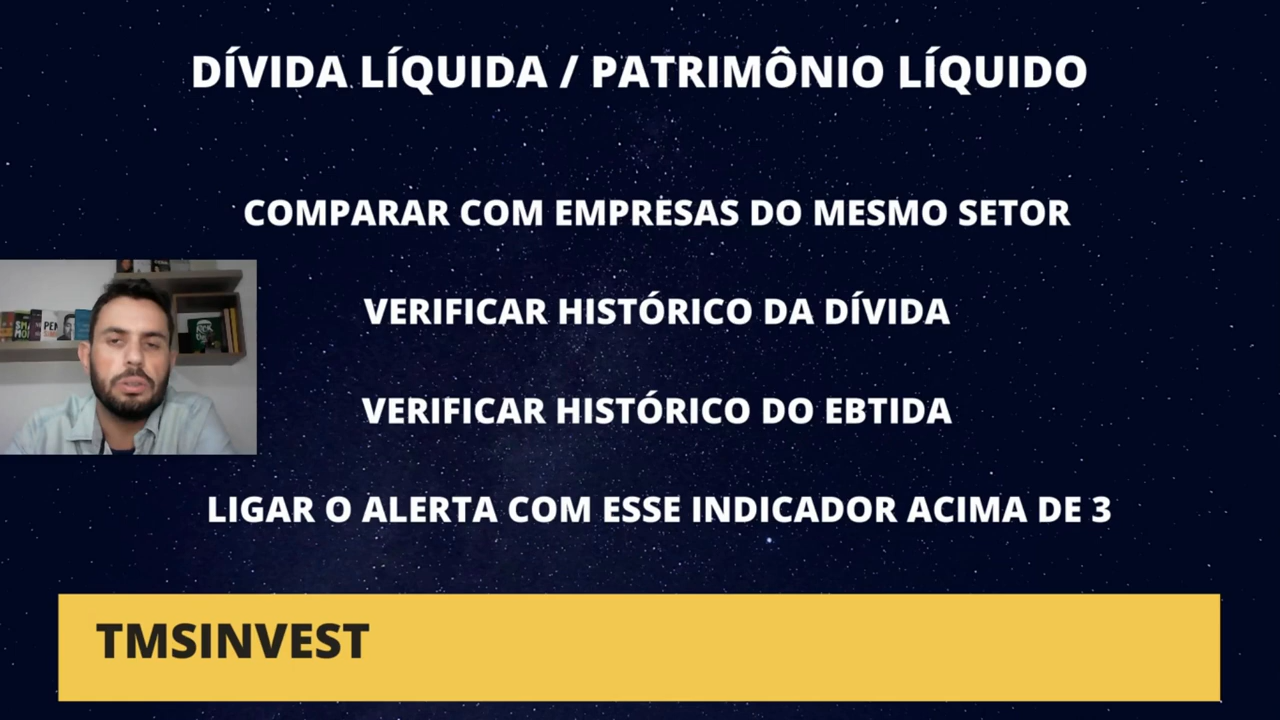 DÍVIDA LÍQUIDA / PATRIMÔNIO LÍQUIDO
COMPARAR COM EMPRESAS DO MESMO SETOR
VERIFICAR HISTÓRICO DA DÍVIDA
VERIFICAR HISTÓRICO DO EBTIDA
LIGAR O ALERTA COM ESSE INDICADOR ACIMA DE 3
TMSINVEST